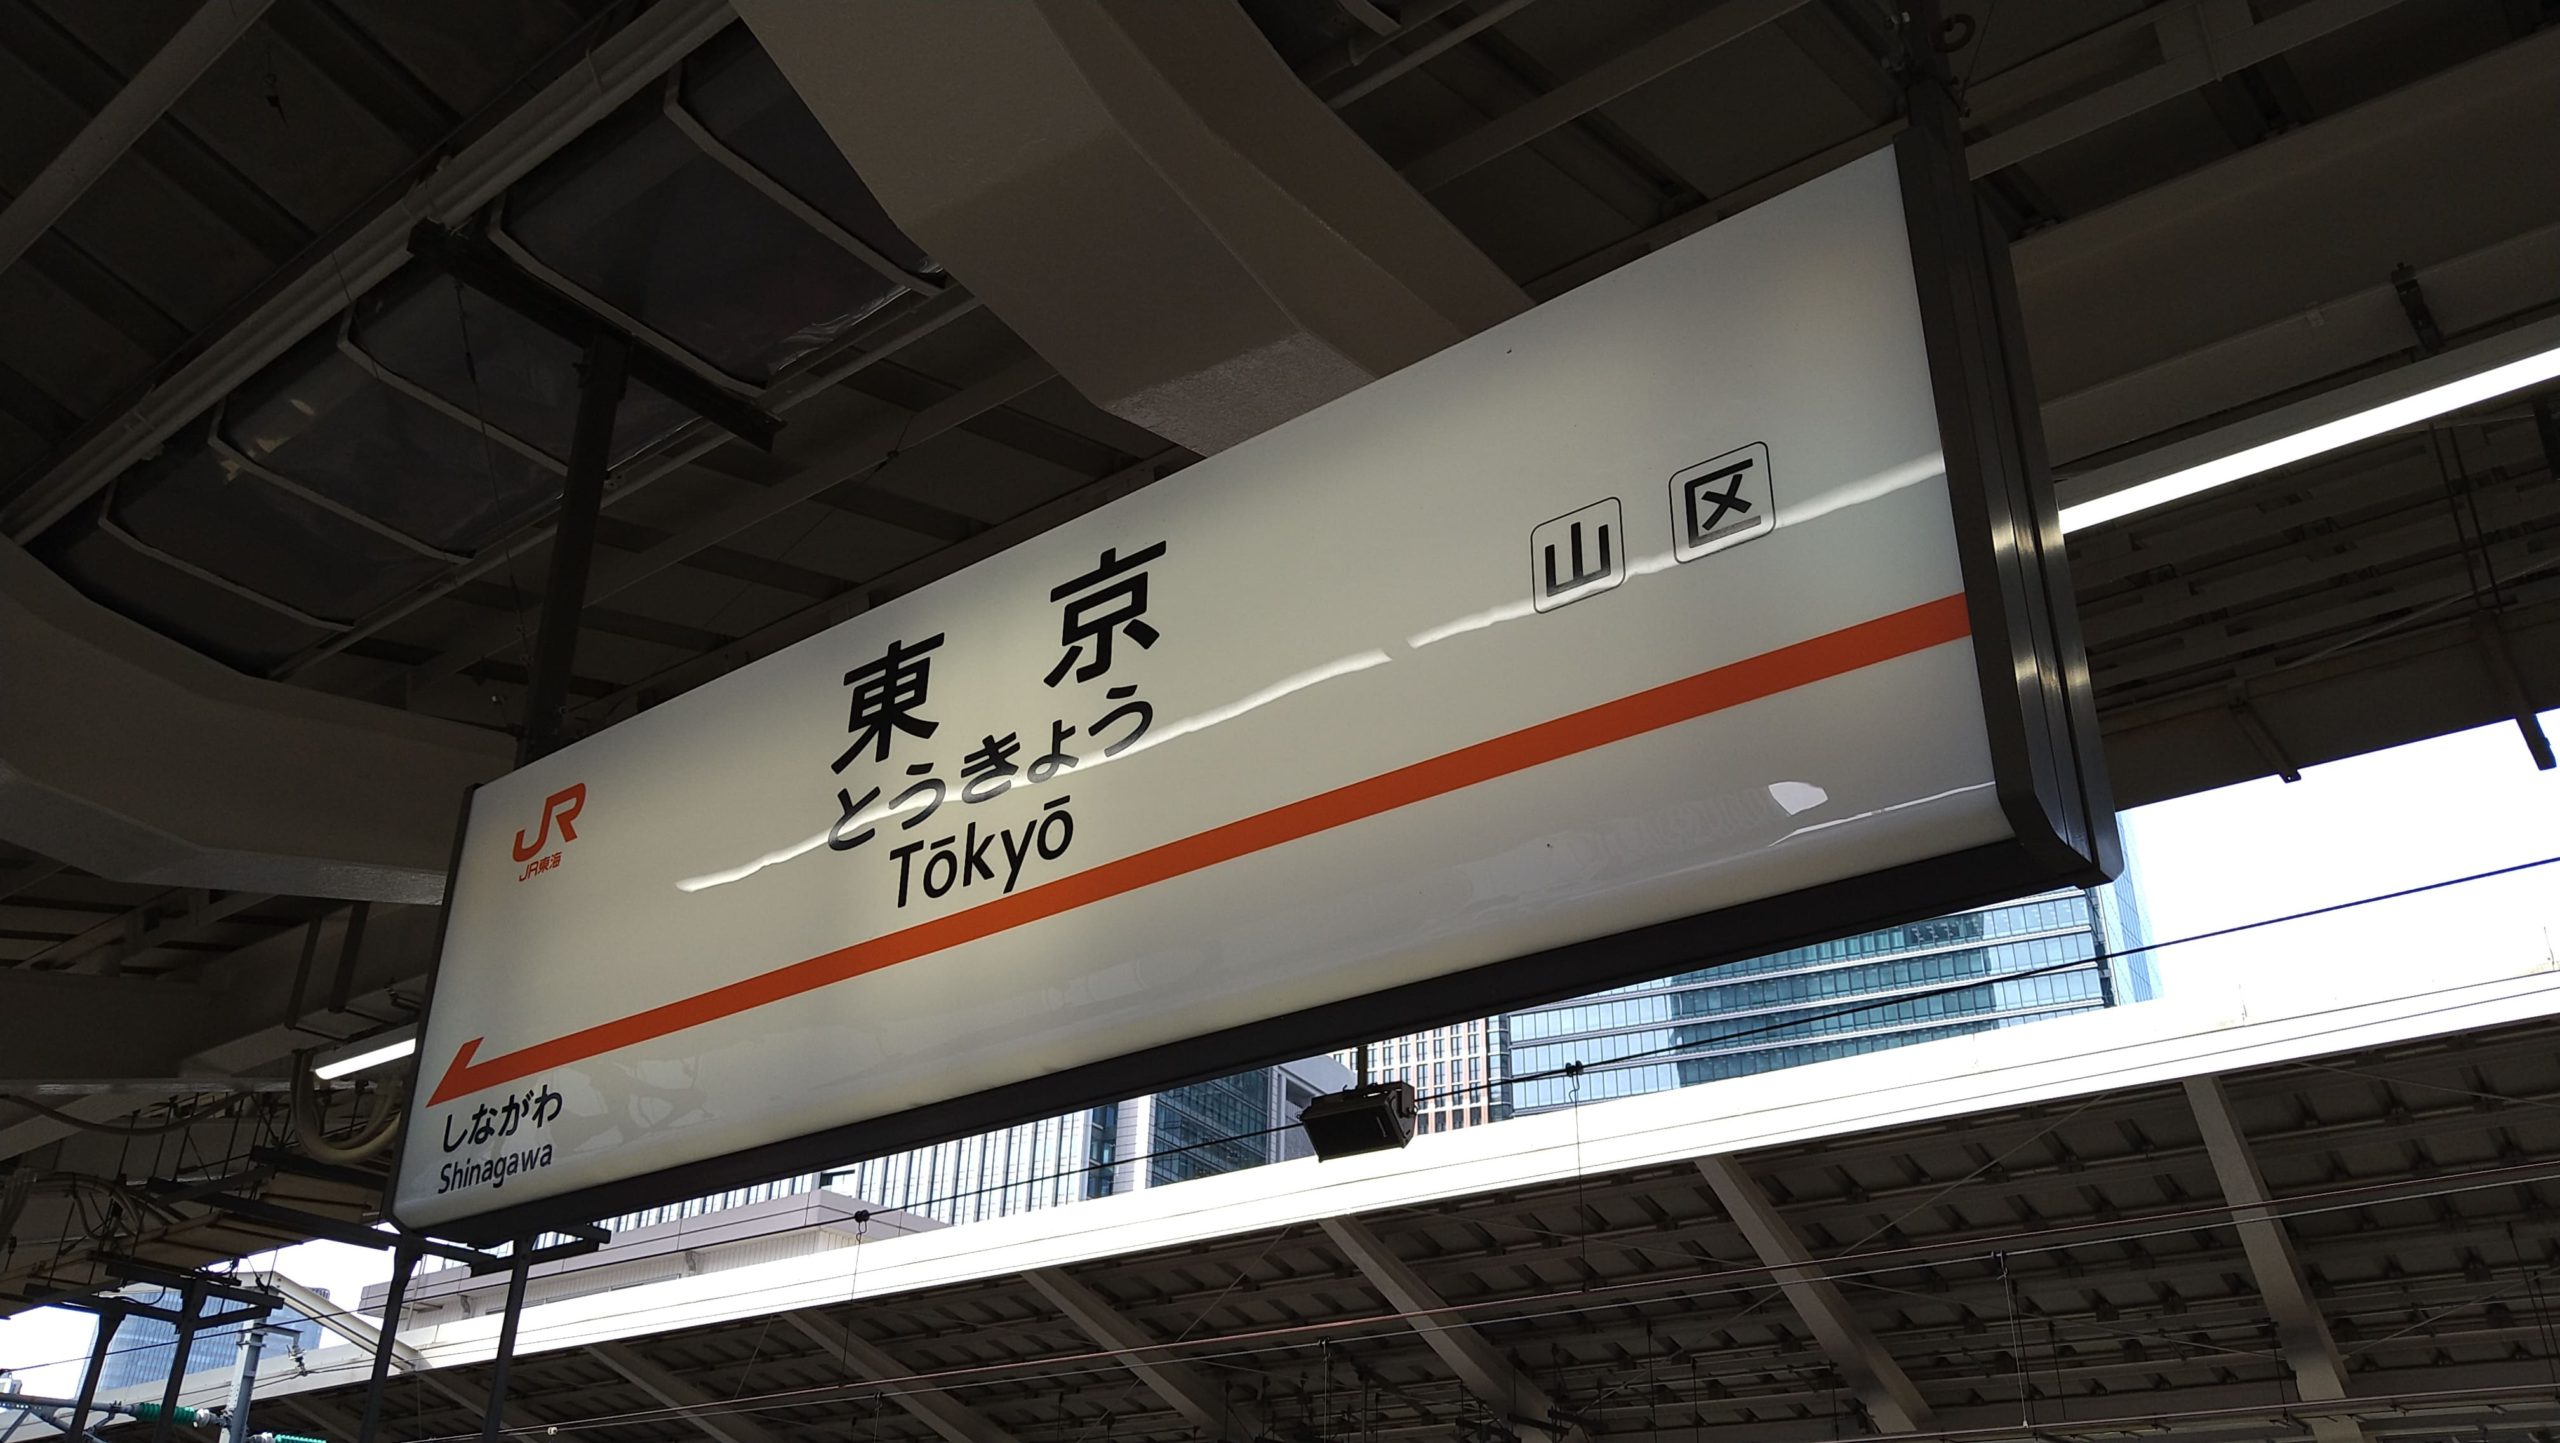 山 区
東京
とうきょう
Tōkyō
JR
JR東海
しながわ
Shinagawa